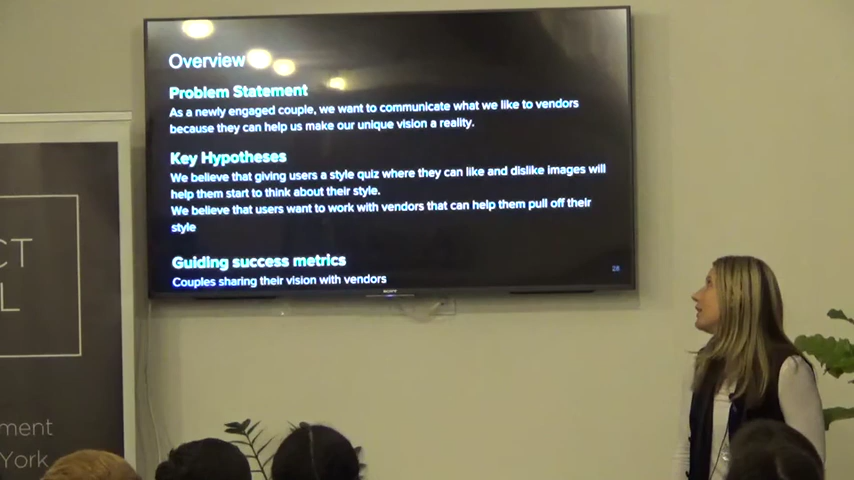 Overview
Problem Statement
As a newly engaged couple, we want to communicate what we like to vendors
because they can help us make our unique vision a reality.
Key Hypotheses
We believe that giving users a style quiz where they can like and dislike images will
help them start to think about their style.
We believe that users want to work with vendors that can help them pull off their
style
Guiding success metrics
Couples sharing their vision with vendors
28
SONY
CT
L
ment
York